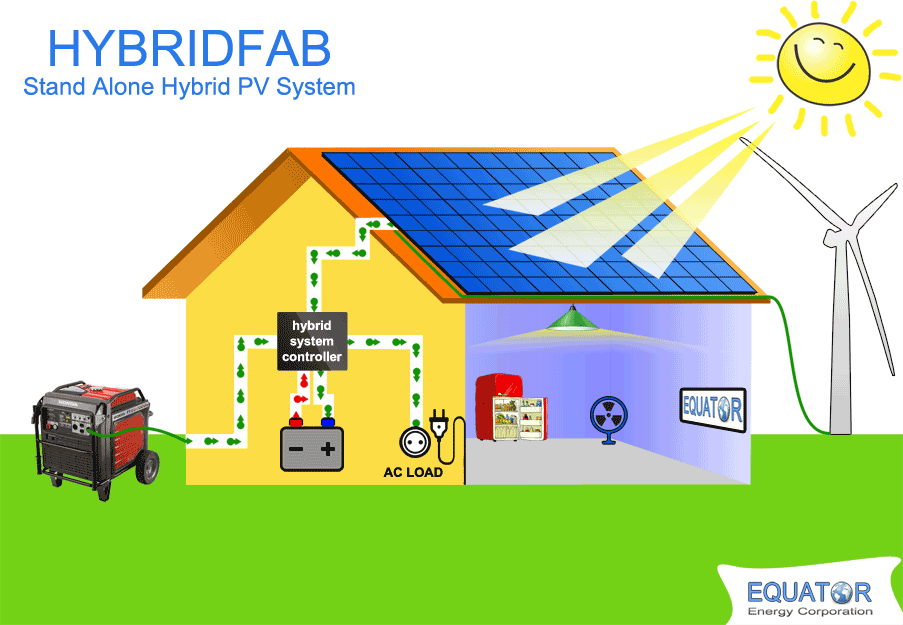 HYBRIDFAB
Stand Alone Hybrid PV System
hybrid
system
controller
AC LOAD
EQUATOR
EQUATOR
Energy Corporation